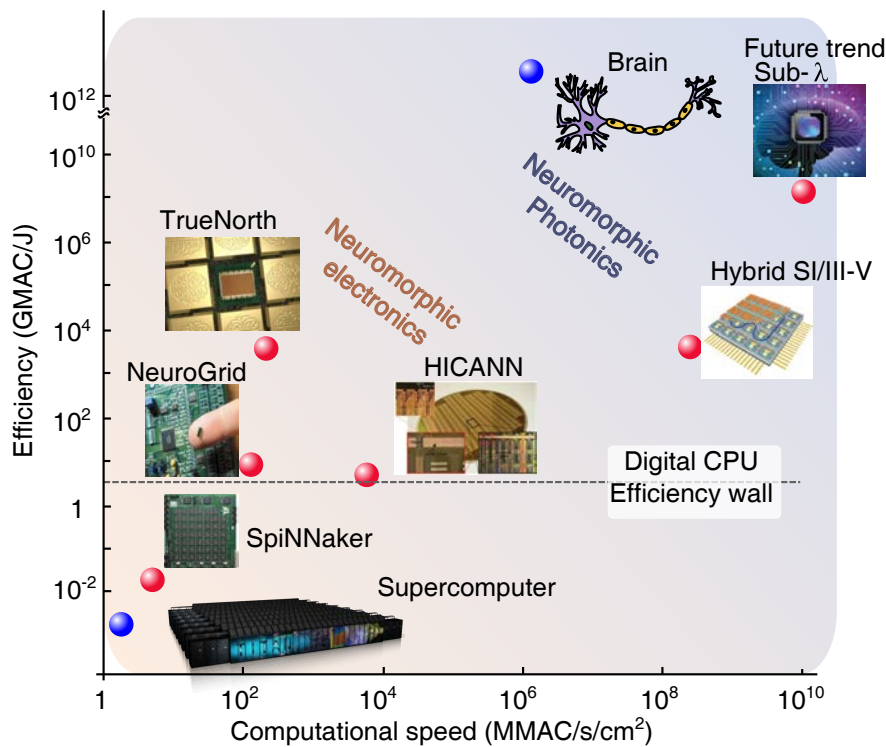 Future trend
Sub- λ
Brain
10¹²
10¹⁰
Neuromorphic
Photonics
TrueNorth
Neuromorphic
electronics
10⁶
Hybrid SI/III-V
10⁴
NeuroGrid
HICANN
10²
Digital CPU
Efficiency wall
1
SpiNNaker
Supercomputer
10⁻²
Efficiency (GMAC/J)
1
10²
10⁴
10⁶
10⁸
10¹⁰
Computational speed (MMAC/s/cm²)